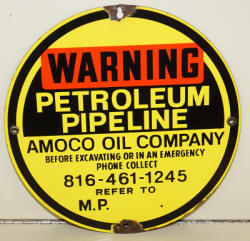 WARNING
PETROLEUM
PIPELINE
AMOCO OIL COMPANY
BEFORE EXCAVATING OR IN AN EMERGENCY
PHONE COLLECT
816-461-1245
REFER TO
M.P.